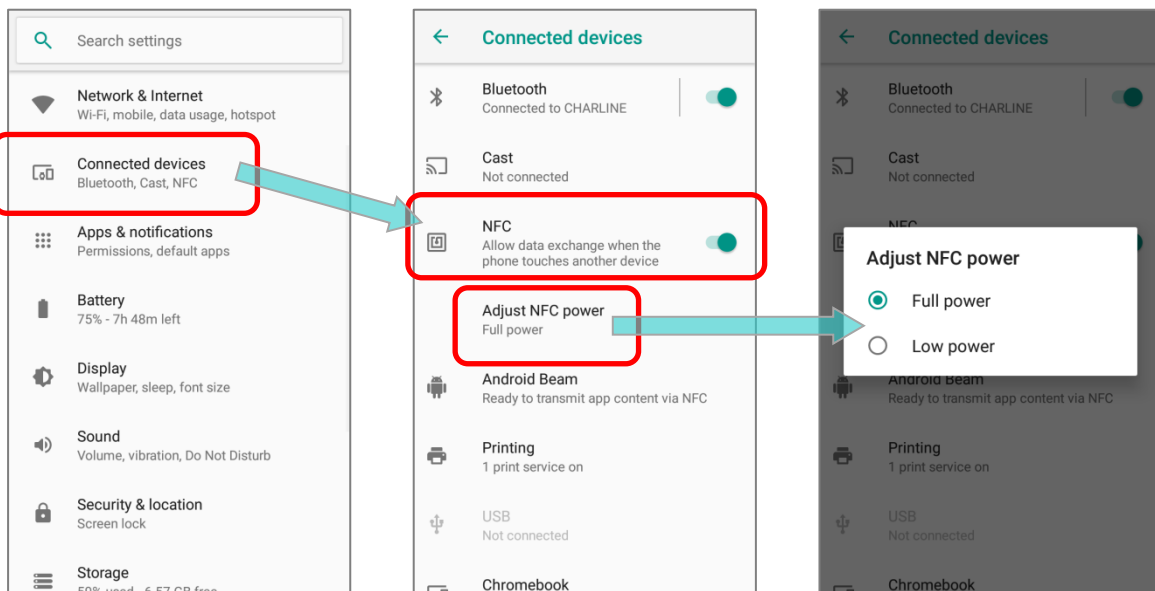 Search settings
Network & Internet
Wi-Fi, mobile, data usage, hotspot
Connected devices
Bluetooth, Cast, NFC
Apps & notifications
Permissions, default apps
Battery
75% - 7h 48m left
Display
Wallpaper, sleep, font size
Sound
Volume, vibration, Do Not Disturb
Security & location
Screen lock
Storage
Connected devices
Bluetooth
Connected to CHARLINE
Cast
Not connected
NFC
Allow data exchange when the
phone touches another device
Adjust NFC power
Full power
Android Beam
Ready to transmit app content via NFC
Printing
1 print service on
USB
Not connected
Chromebook
Connected devices
Bluetooth
Connected to CHARLINE
Cast
Not connected
NFC
Adjust NFC power
Full power
Low power
Android Beam
Ready to transmit app content via NFC
Printing
1 print service on
USB
Not connected
Chromebook